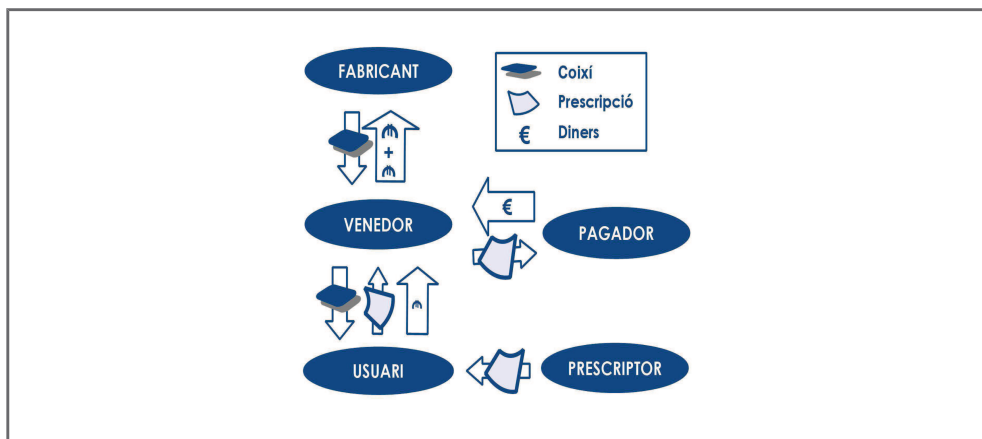 FABRICANT
Coixí
Prescripció
€ Diners
€
+
€
VENEDOR
€
PAGADOR
€
USUARI
PRESCRIPTOR